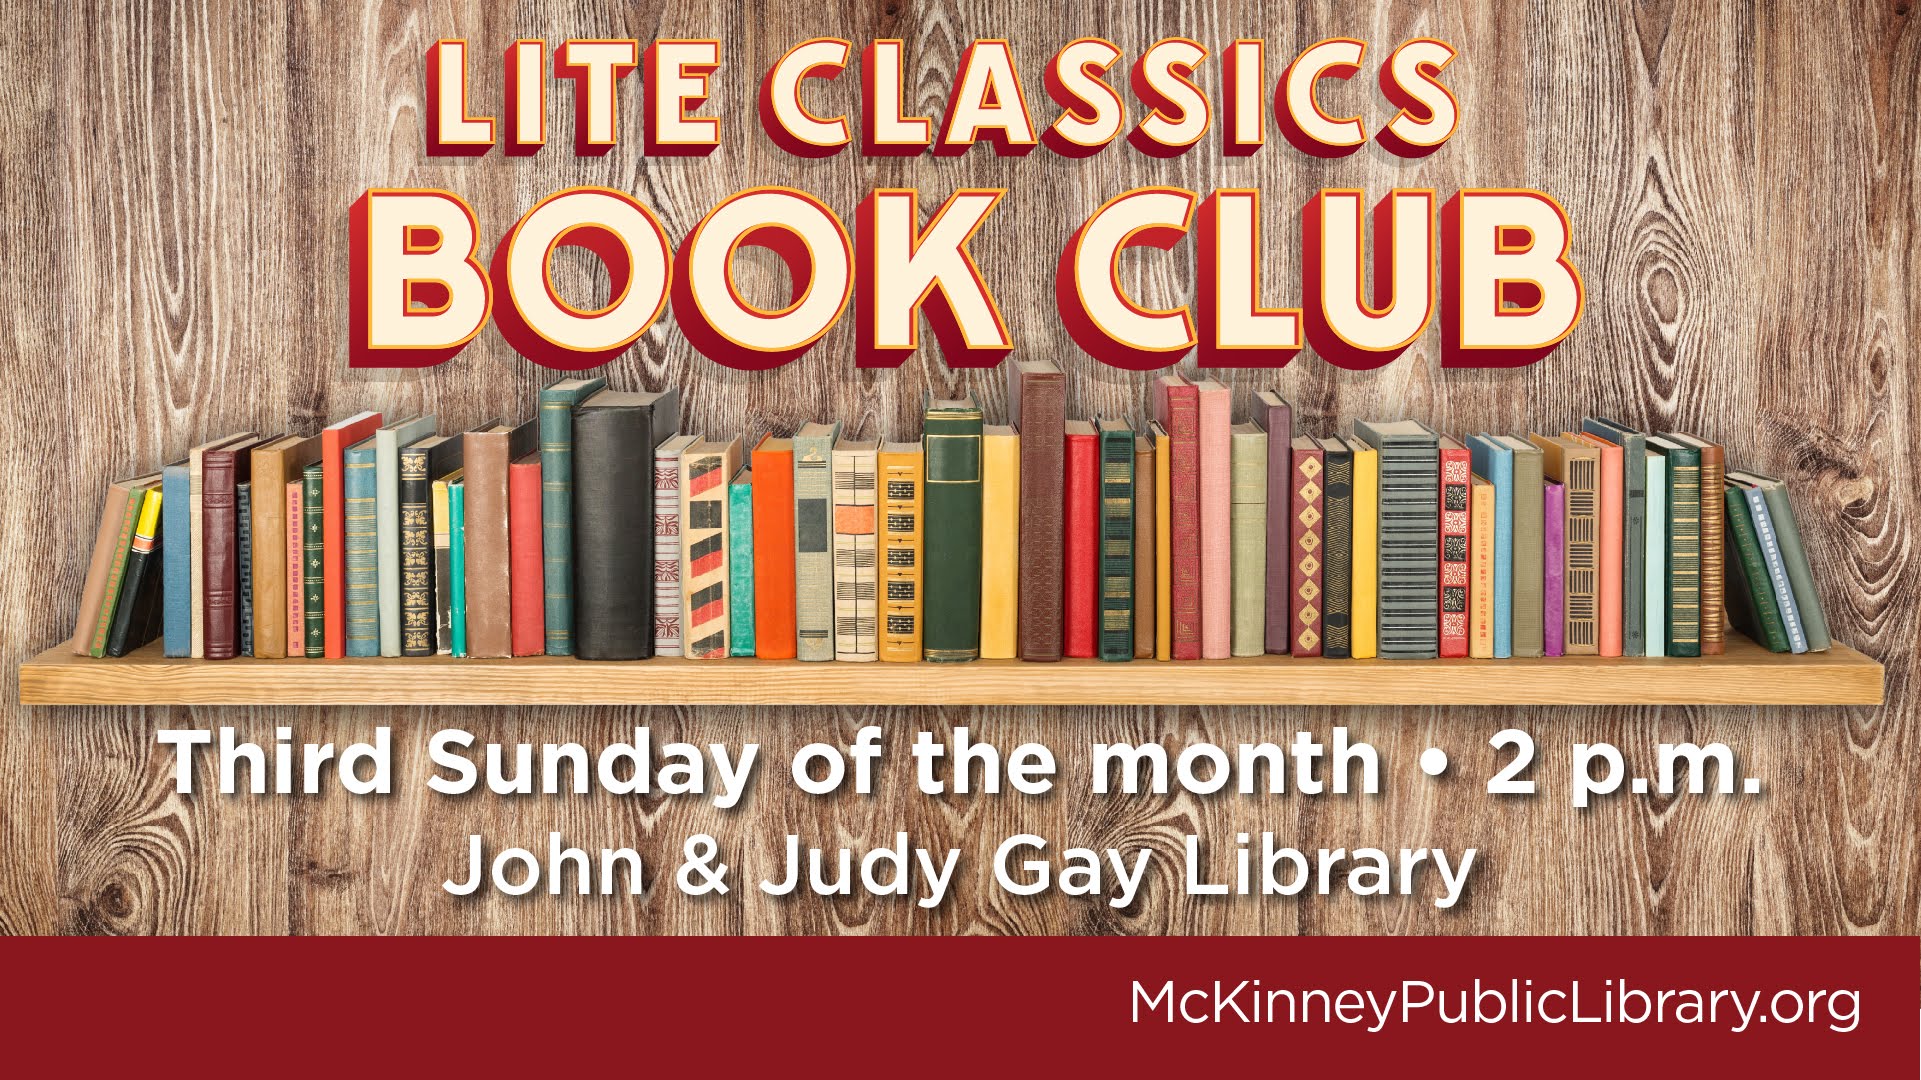 LITE CLASSICS
BOOK CLUB
Third Sunday of the month • 2 p.m.
John & Judy Gay Library
McKinneyPublicLibrary.org